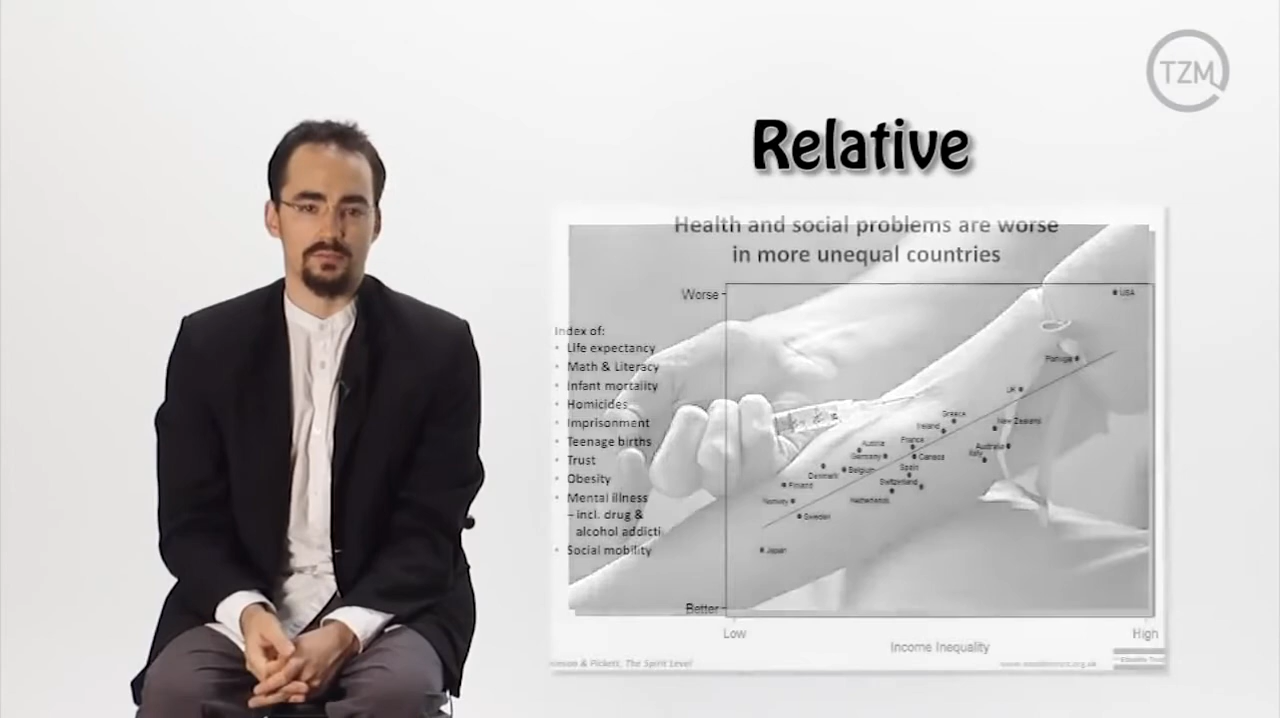 TZM
Relative
Health and social problems are worse
in more unequal countries
Worse
USA
Index of:
• Life expectancy
• Math & Literacy
• Infant mortality
• Homicides
• Imprisonment
• Teenage births
• Trust
• Obesity
• Mental illness
– incl. drug &
alcohol addicti
• Social mobility
Portugal
UK
Greece
Ireland
New Zealand
Austria
France
Australia
Germany
Canada
Italy
Denmark
Belgium
Spain
Finland
Switzerland
Norway
Netherlands
Sweden
Japan
Better
Low
High
Income Inequality
& Pickett, The Spirit Level